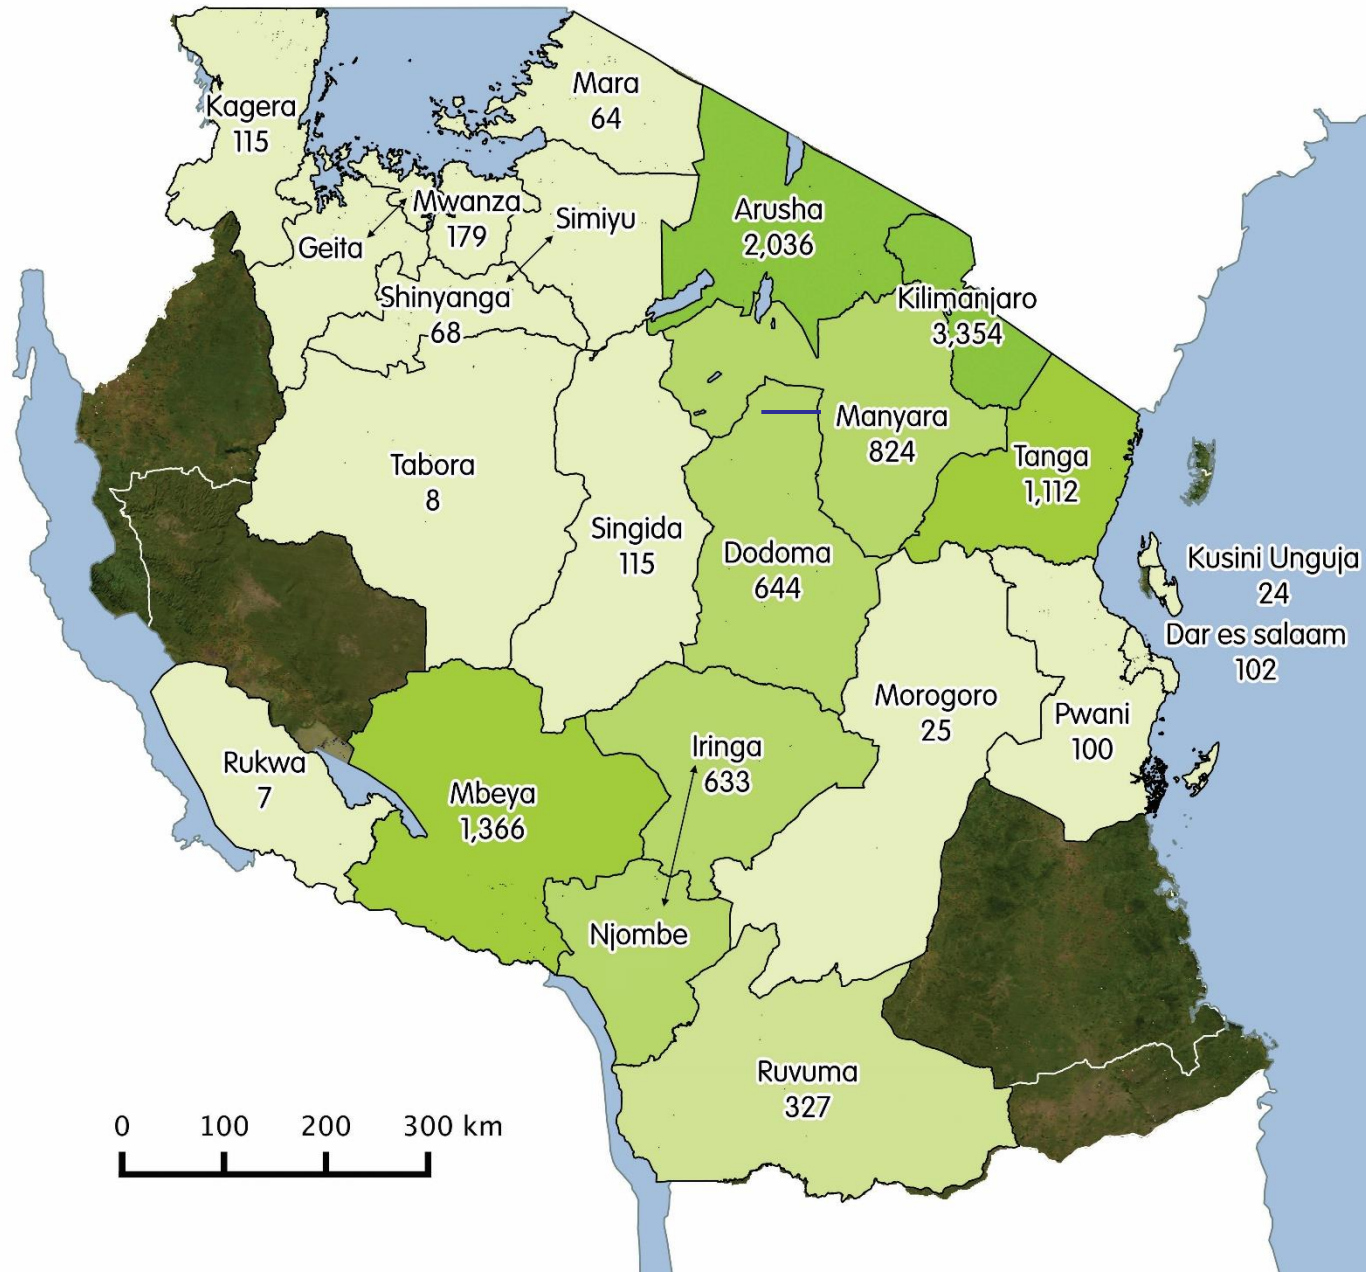 Mara
64
Kagera
115
Mwanza
179
Simiyu
Arusha
2,036
Geita
Shinyanga
68
Kilimanjaro
3,354
Manyara
824
Tanga
1,112
Tabora
8
Singida
115
Dodoma
644
Kusini Unguja
24
Dar es salaam
102
Morogoro
25
Pwani
100
Iringa
633
Rukwa
7
Mbeya
1,366
Njombe
Ruvuma
327
0 100 200 300 km